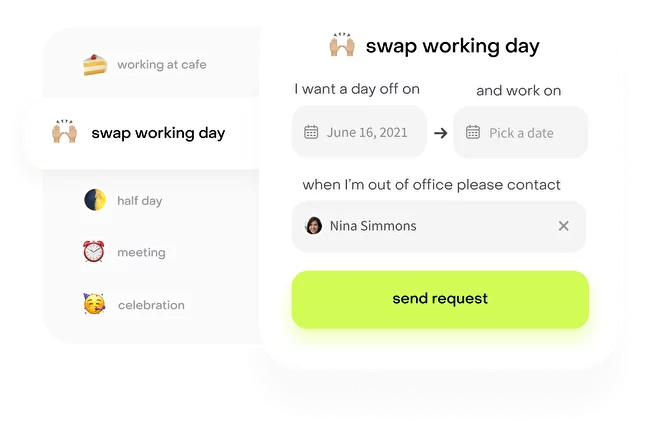 working at cafe
swap working day
half day
meeting
celebration
swap working day
I want a day off on
and work on
June 16, 2021
Pick a date
when I'm out of office please contact
Nina Simmons
send request